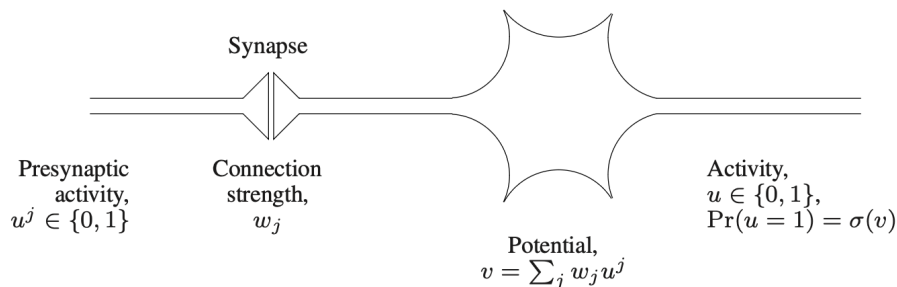 Synapse
Presynaptic
activity,
u^j ∈ {0, 1}
Connection
strength,
w_j
Potential,
v = ∑_j w_j u^j
Activity,
u ∈ {0, 1},
Pr(u = 1) = σ(v)